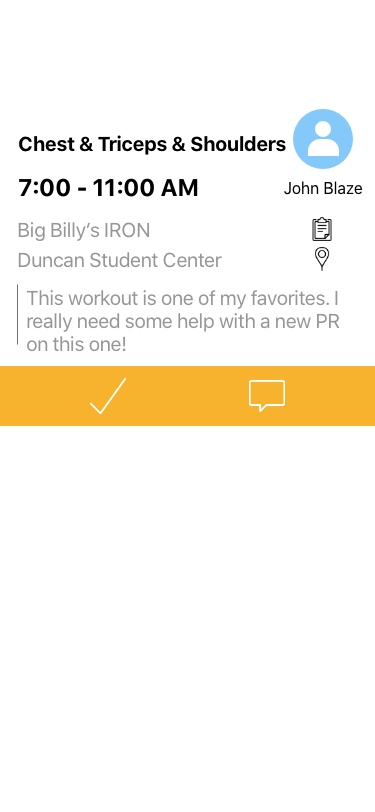 Chest & Triceps & Shoulders
7:00 - 11:00 AM
John Blaze
Big Billy’s IRON
Duncan Student Center
This workout is one of my favorites. I
really need some help with a new PR
on this one!